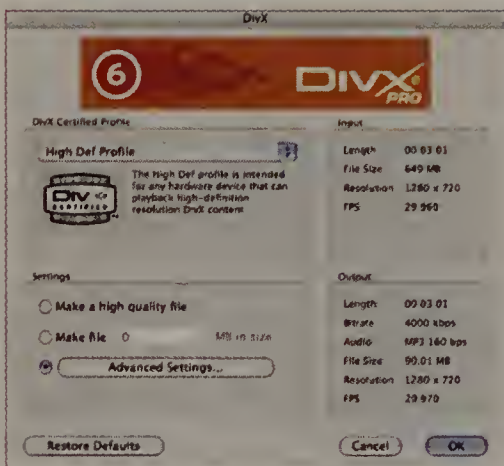 DivX
6
DIVX
PRO
DivX Certified Profile
High Def Profile
DIV
CERTIFIED
The High Def profile is intended
for any hardware device that can
playback high-definition
resolution DivX content
Input
Length 00 03 01
File Size 649 MB
Resolution 1280 x 720
FPS 29 960
Settings
Make a high quality file
Make file 0 MB in size
Advanced Settings...
Output
Length 00 03 01
Bitrate 4000 kbps
Audio MP3 160 bps
File Size 90.01 MB
Resolution 1280 x 720
FPS 29 970
Restore Defaults
Cancel
OK